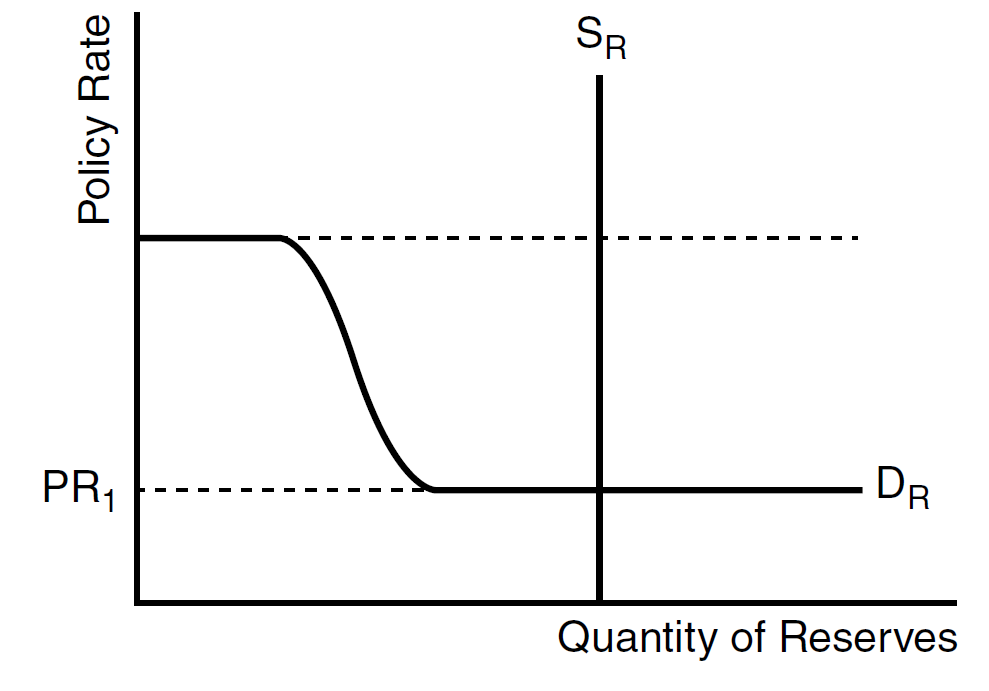 Policy Rate
S_R
PR_1
D_R
Quantity of Reserves